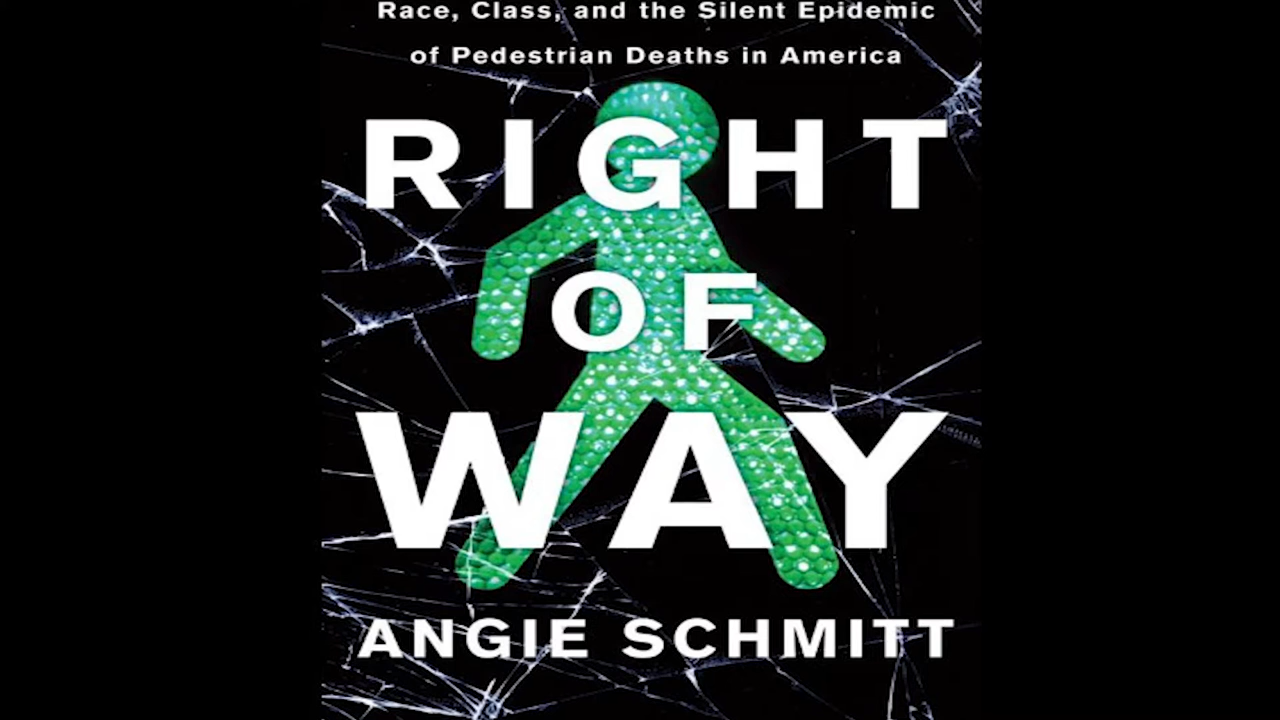 Race, Class, and the Silent Epidemic
of Pedestrian Deaths in America
RIGHT
OF
WAY
ANGIE SCHMITT